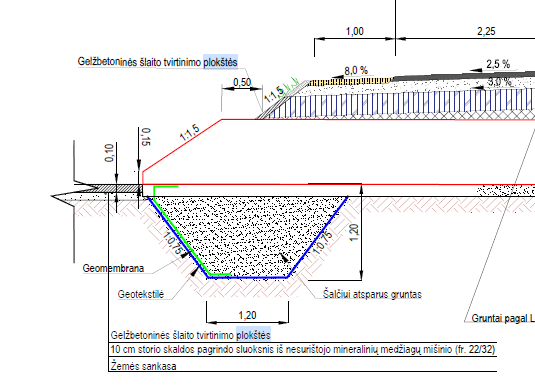 1,00
2,25
Gelžbetoninės šlaito tvirtinimo plokštės
8,0 %
2,5 %
3,0 %
0,50
1:1,5
1:1,5
0,15
0,10
1:0,75
1:0,75
1,20
Geomembrana
Geotekstilė
Šalčiui atsparus gruntas
1,20
Gruntai pagal L
Gelžbetoninės šlaito tvirtinimo plokštės
10 cm storio skaldos pagrindo sluoksnis iš nesurištojo mineralinių medžiagų mišinio (fr. 22/32)
Žemės sankasa